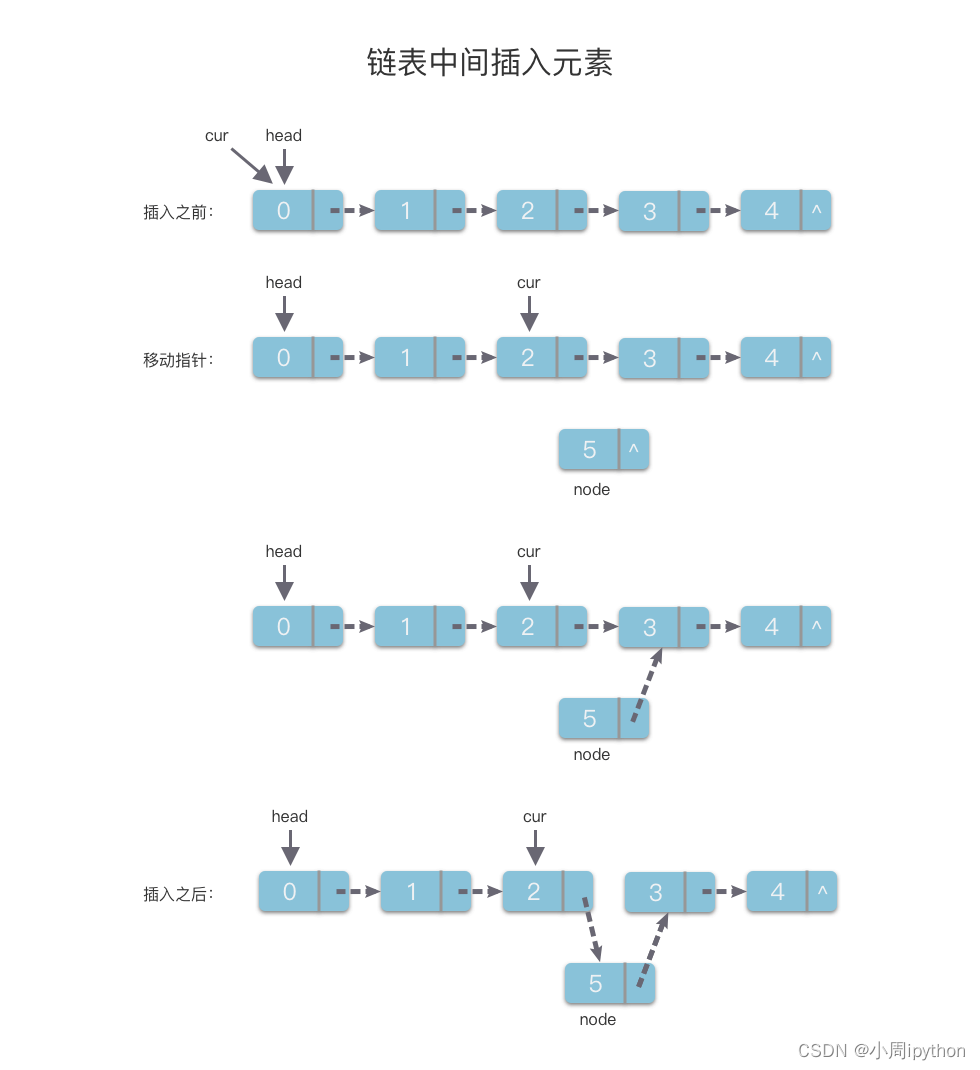 链表中间插入元素
cur head
插入之前： 0 1 2 3 4 ^
head cur
移动指针： 0 1 2 3 4 ^
5 ^
node
head cur
0 1 2 3 4 ^
5
node
head cur
插入之后： 0 1 2 3 4 ^
5
node
CSDN @小周ipython